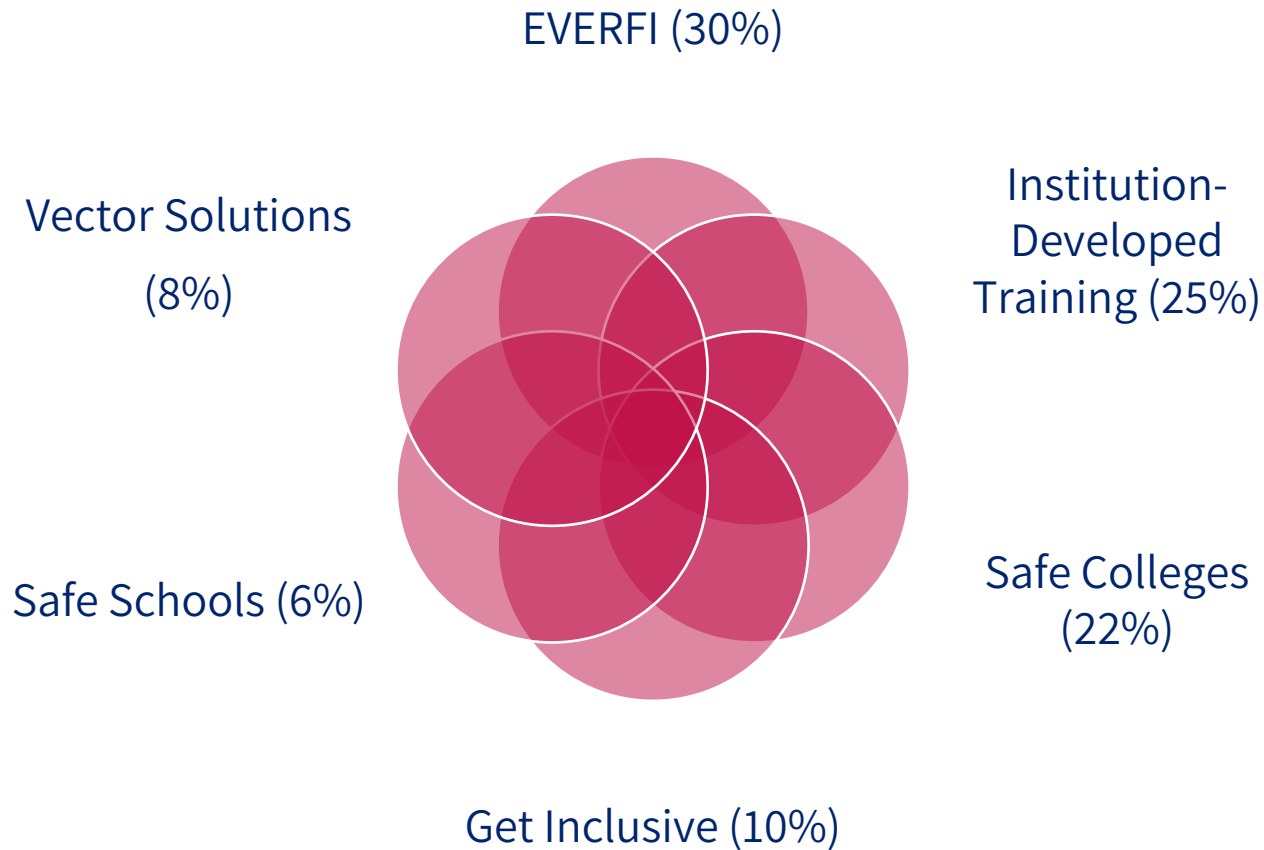 EVERFI (30%)
Institution-
Developed
Training (25%)
Vector Solutions
(8%)
Safe Colleges
(22%)
Safe Schools (6%)
Get Inclusive (10%)